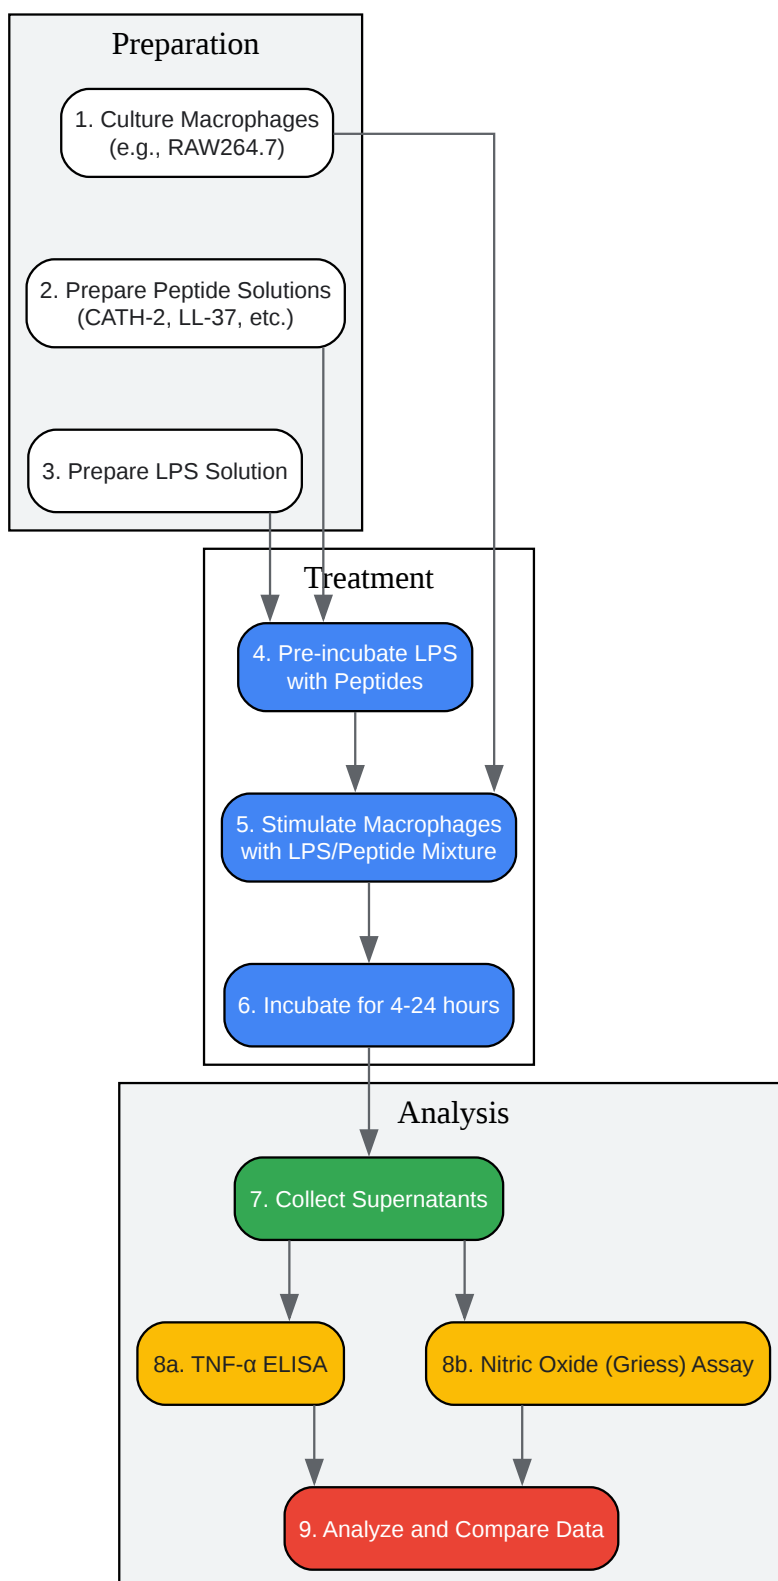 Preparation
1. Culture Macrophages
(e.g., RAW264.7)
2. Prepare Peptide Solutions
(CATH-2, LL-37, etc.)
3. Prepare LPS Solution
Treatment
4. Pre-incubate LPS
with Peptides
5. Stimulate Macrophages
with LPS/Peptide Mixture
6. Incubate for 4-24 hours
Analysis
7. Collect Supernatants
8a. TNF-α ELISA
8b. Nitric Oxide (Griess) Assay
9. Analyze and Compare Data